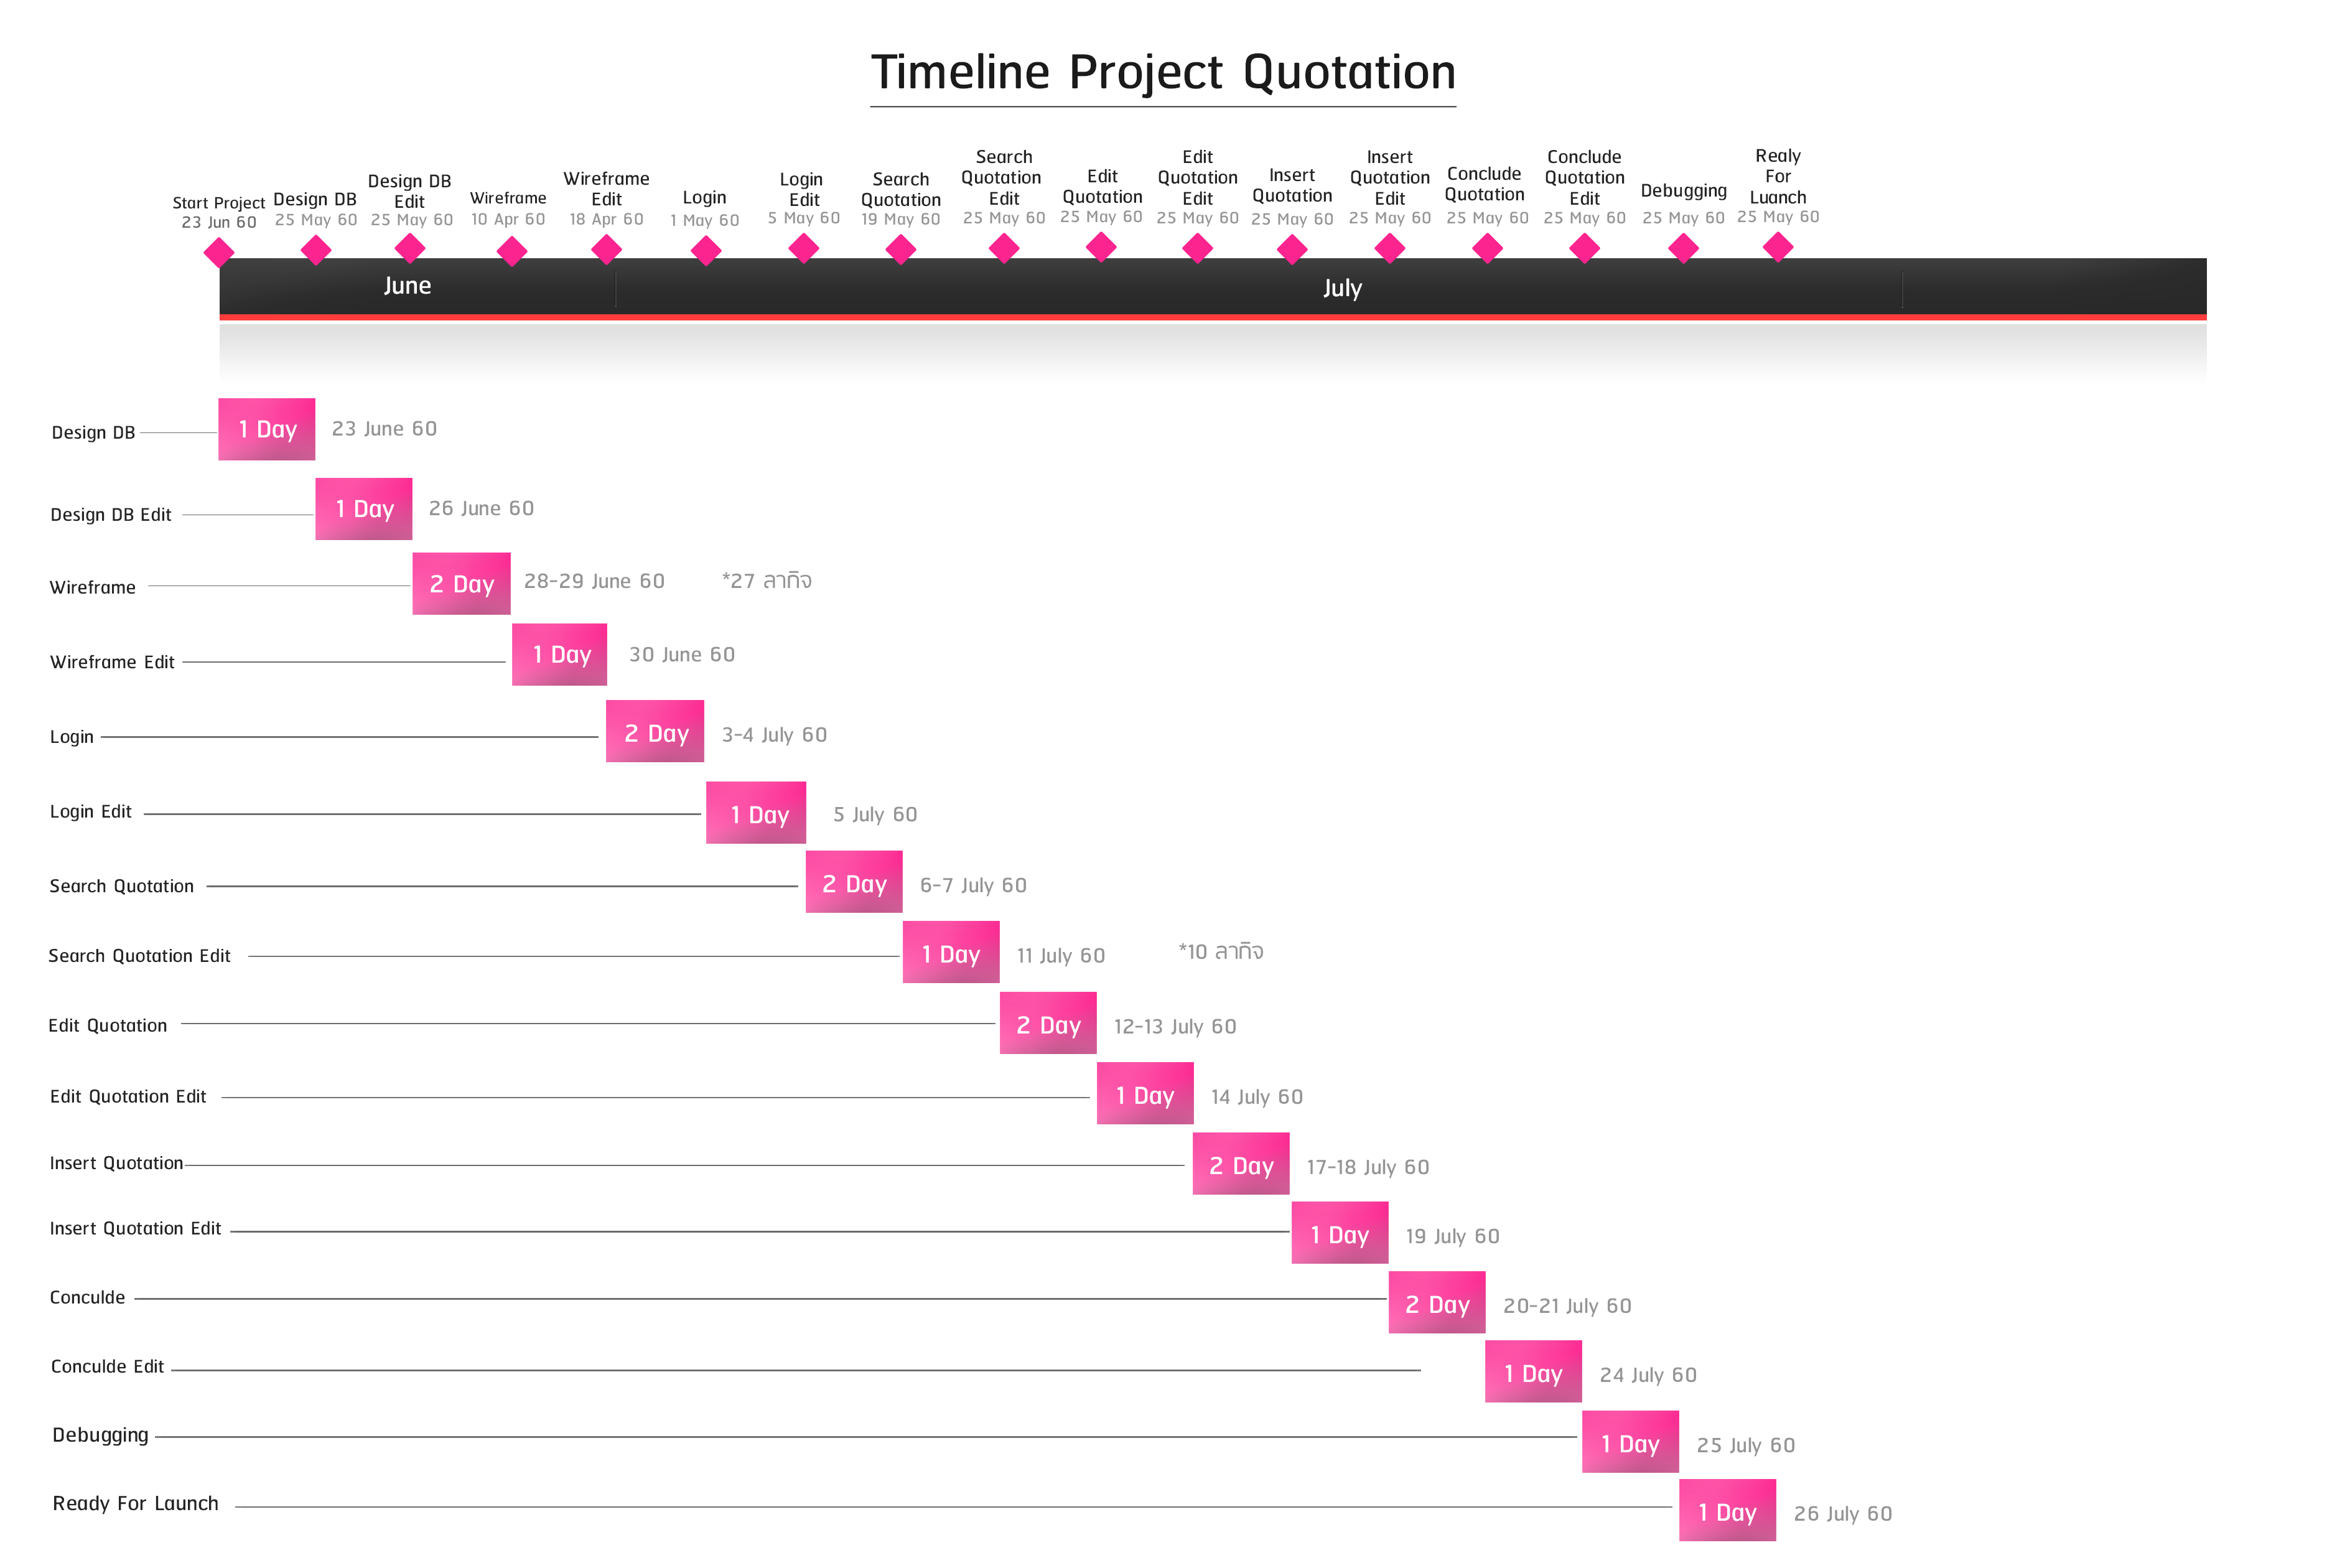 Timeline Project Quotation
Start Project
23 Jun 60
Design DB
25 May 60
Design DB
Edit
25 May 60
Wireframe
10 Apr 60
Wireframe
Edit
18 Apr 60
Login
1 May 60
Login
Edit
5 May 60
Search
Quotation
19 May 60
Search
Quotation
Edit
25 May 60
Edit
Quotation
25 May 60
Edit
Quotation
Edit
25 May 60
Insert
Quotation
25 May 60
Insert
Quotation
Edit
25 May 60
Conclude
Quotation
25 May 60
Conclude
Quotation
Edit
25 May 60
Debugging
25 May 60
Realy
For
Luanch
25 May 60
June
July
Design DB
1 Day
23 June 60
Design DB Edit
1 Day
26 June 60
Wireframe
2 Day
28-29 June 60
*27 ลากิจ
Wireframe Edit
1 Day
30 June 60
Login
2 Day
3-4 July 60
Login Edit
1 Day
5 July 60
Search Quotation
2 Day
6-7 July 60
Search Quotation Edit
1 Day
11 July 60
*10 ลากิจ
Edit Quotation
2 Day
12-13 July 60
Edit Quotation Edit
1 Day
14 July 60
Insert Quotation
2 Day
17-18 July 60
Insert Quotation Edit
1 Day
19 July 60
Conculde
2 Day
20-21 July 60
Conculde Edit
1 Day
24 July 60
Debugging
1 Day
25 July 60
Ready For Launch
1 Day
26 July 60